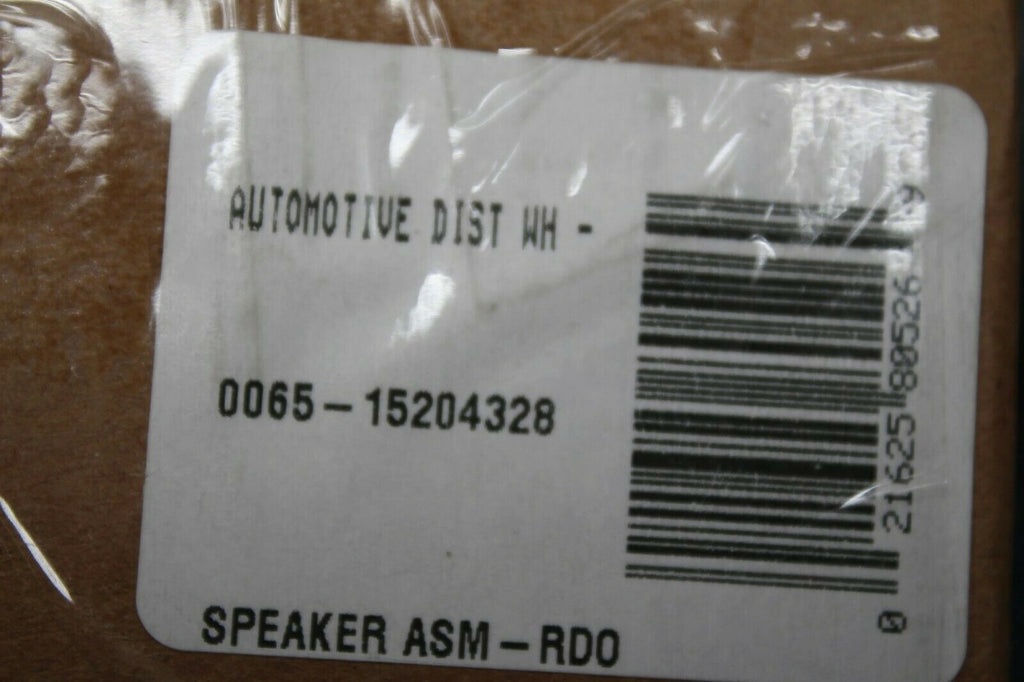 AUTOMOTIVE DIST WH -
0065-15204328
SPEAKER ASM-RDO
0 21625 80526 9